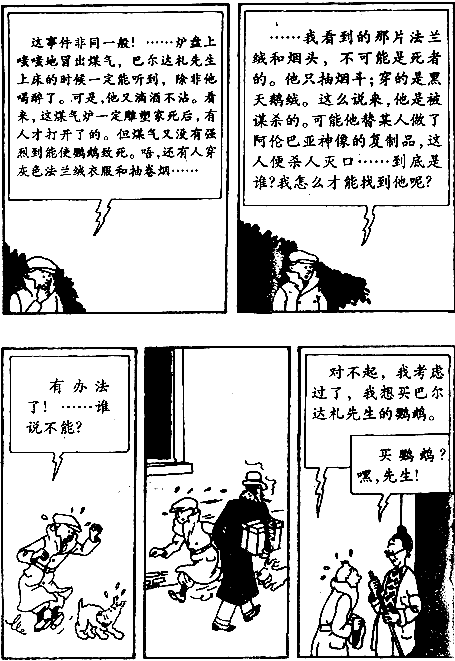 这事件非同一般！……炉盘上
嗤嗤地冒出煤气，巴尔达礼先生
上床的时候一定能听到，除非他
喝醉了。可是，他又滴酒不沾。看
来，这煤气炉一定雕塑家死后，有
人才打开了的。但煤气又没有强
烈到能使鹦鹉致死。唔，还有人穿
灰色法兰绒衣服和抽卷烟……
……我看到的那片法兰
绒和烟头，不可能是死者
的。他只抽烟斗；穿的是黑
天鹅绒。这么说来，他是被
谋杀的。可能他替某人做了
阿伦巴亚神像的复制品，这
人便杀人灭口……到底是
谁？我怎么才能找到他呢？
有办法
了！……谁
说不能？
对不起，我考虑
过了，我想买巴尔
达礼先生的鹦鹉。
买鹦鹉？
嘿，先生！